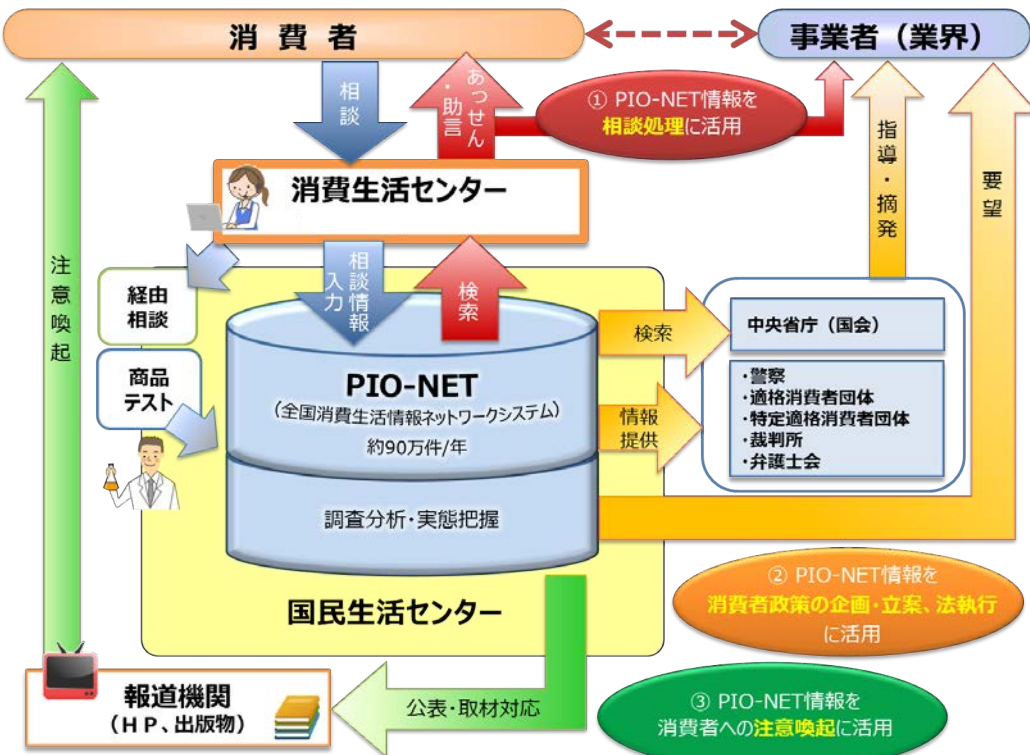 消費者
事業者（業界）
相談
あっせん
・助言
① PIO-NET情報を
相談処理に活用
指導・摘発
要望
消費生活センター
注意喚起
経由
相談
商品
テスト
相談情報
入力
検索
PIO-NET
（全国消費生活情報ネットワークシステム）
約90万件/年
調査分析・実態把握
国民生活センター
検索
情報
提供
中央省庁（国会）
・警察
・適格消費者団体
・特定適格消費者団体
・裁判所
・弁護士会
② PIO-NET情報を
消費者政策の企画・立案、法執行
に活用
報道機関
（ＨＰ、出版物）
公表・取材対応
③ PIO-NET情報を
消費者への注意喚起に活用